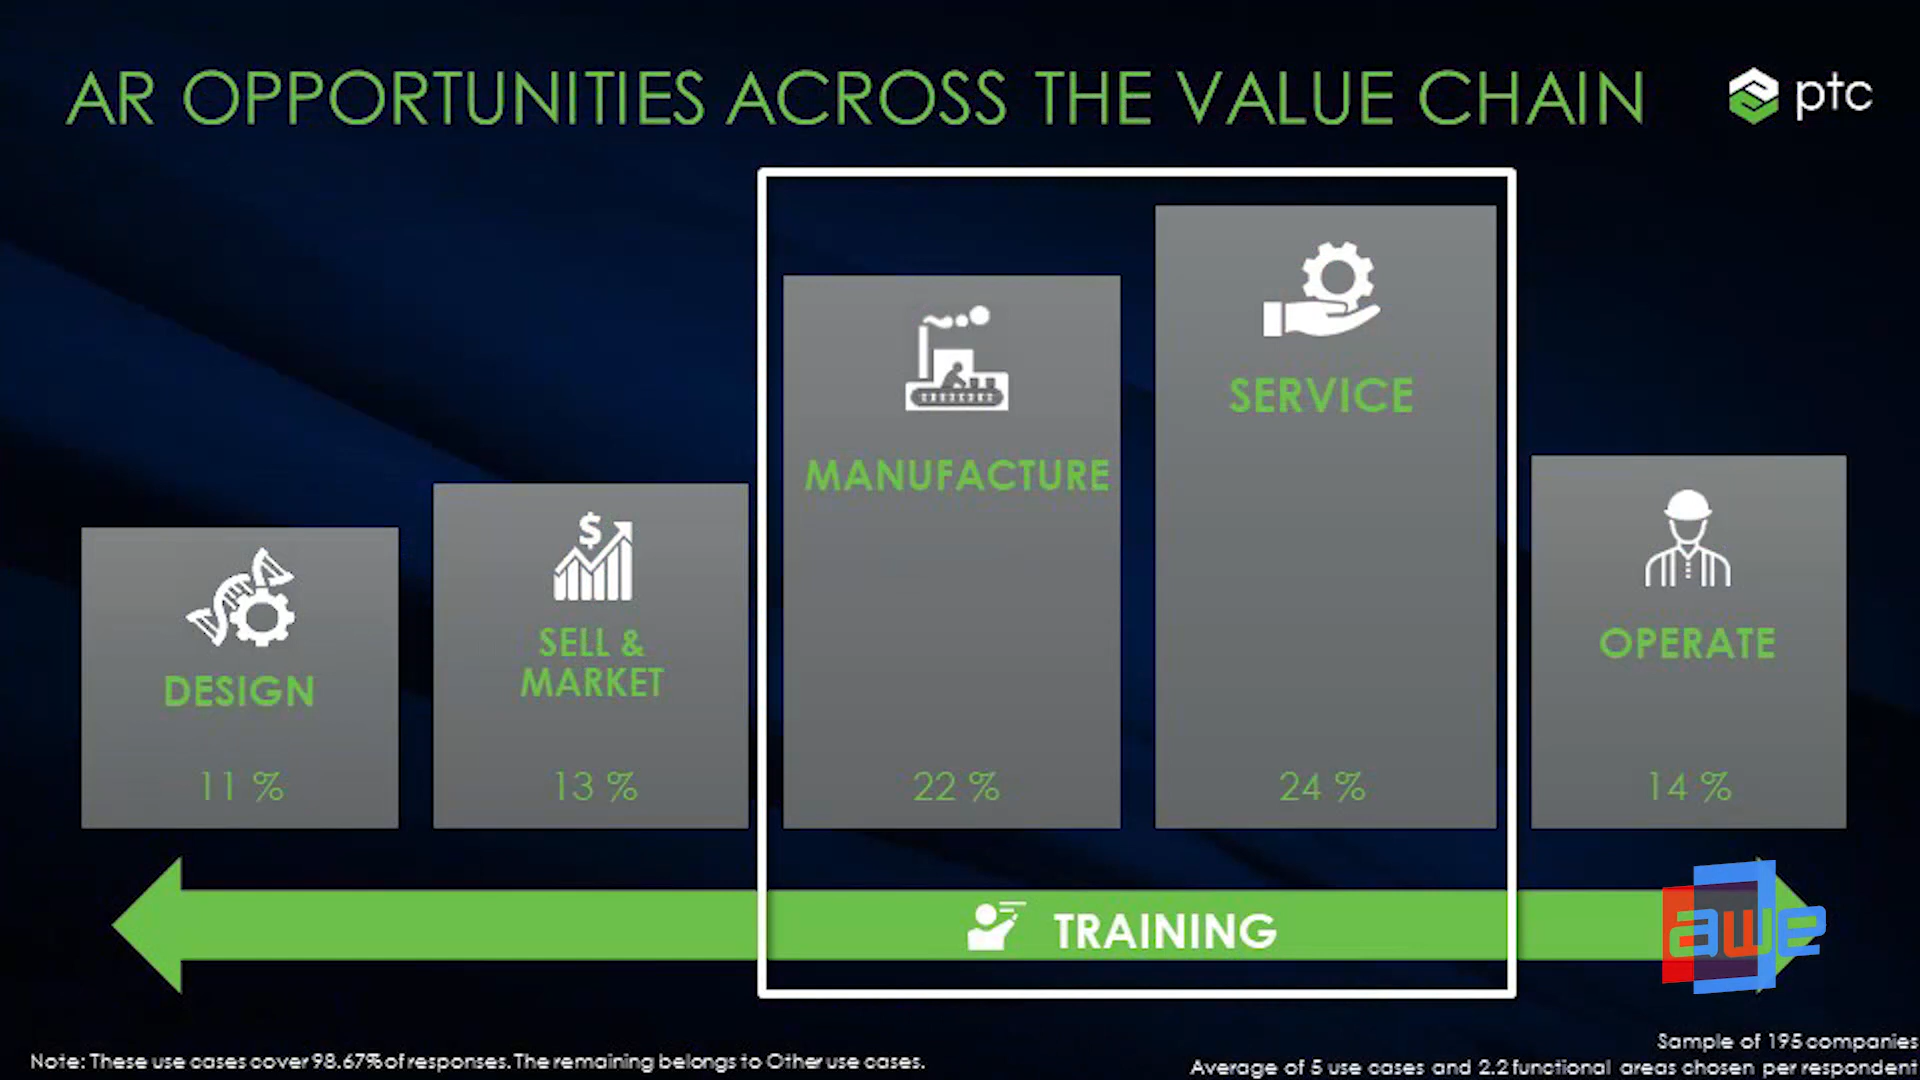 AR OPPORTUNITIES ACROSS THE VALUE CHAIN
ptc
DESIGN
11 %
SELL &
MARKET
13 %
MANUFACTURE
22 %
SERVICE
24 %
OPERATE
14 %
TRAINING
awe
Note: These use cases cover 98.67% of responses. The remaining belongs to Other use cases.
Sample of 195 companies
Average of 5 use cases and 2.2 functional areas chosen per respondent